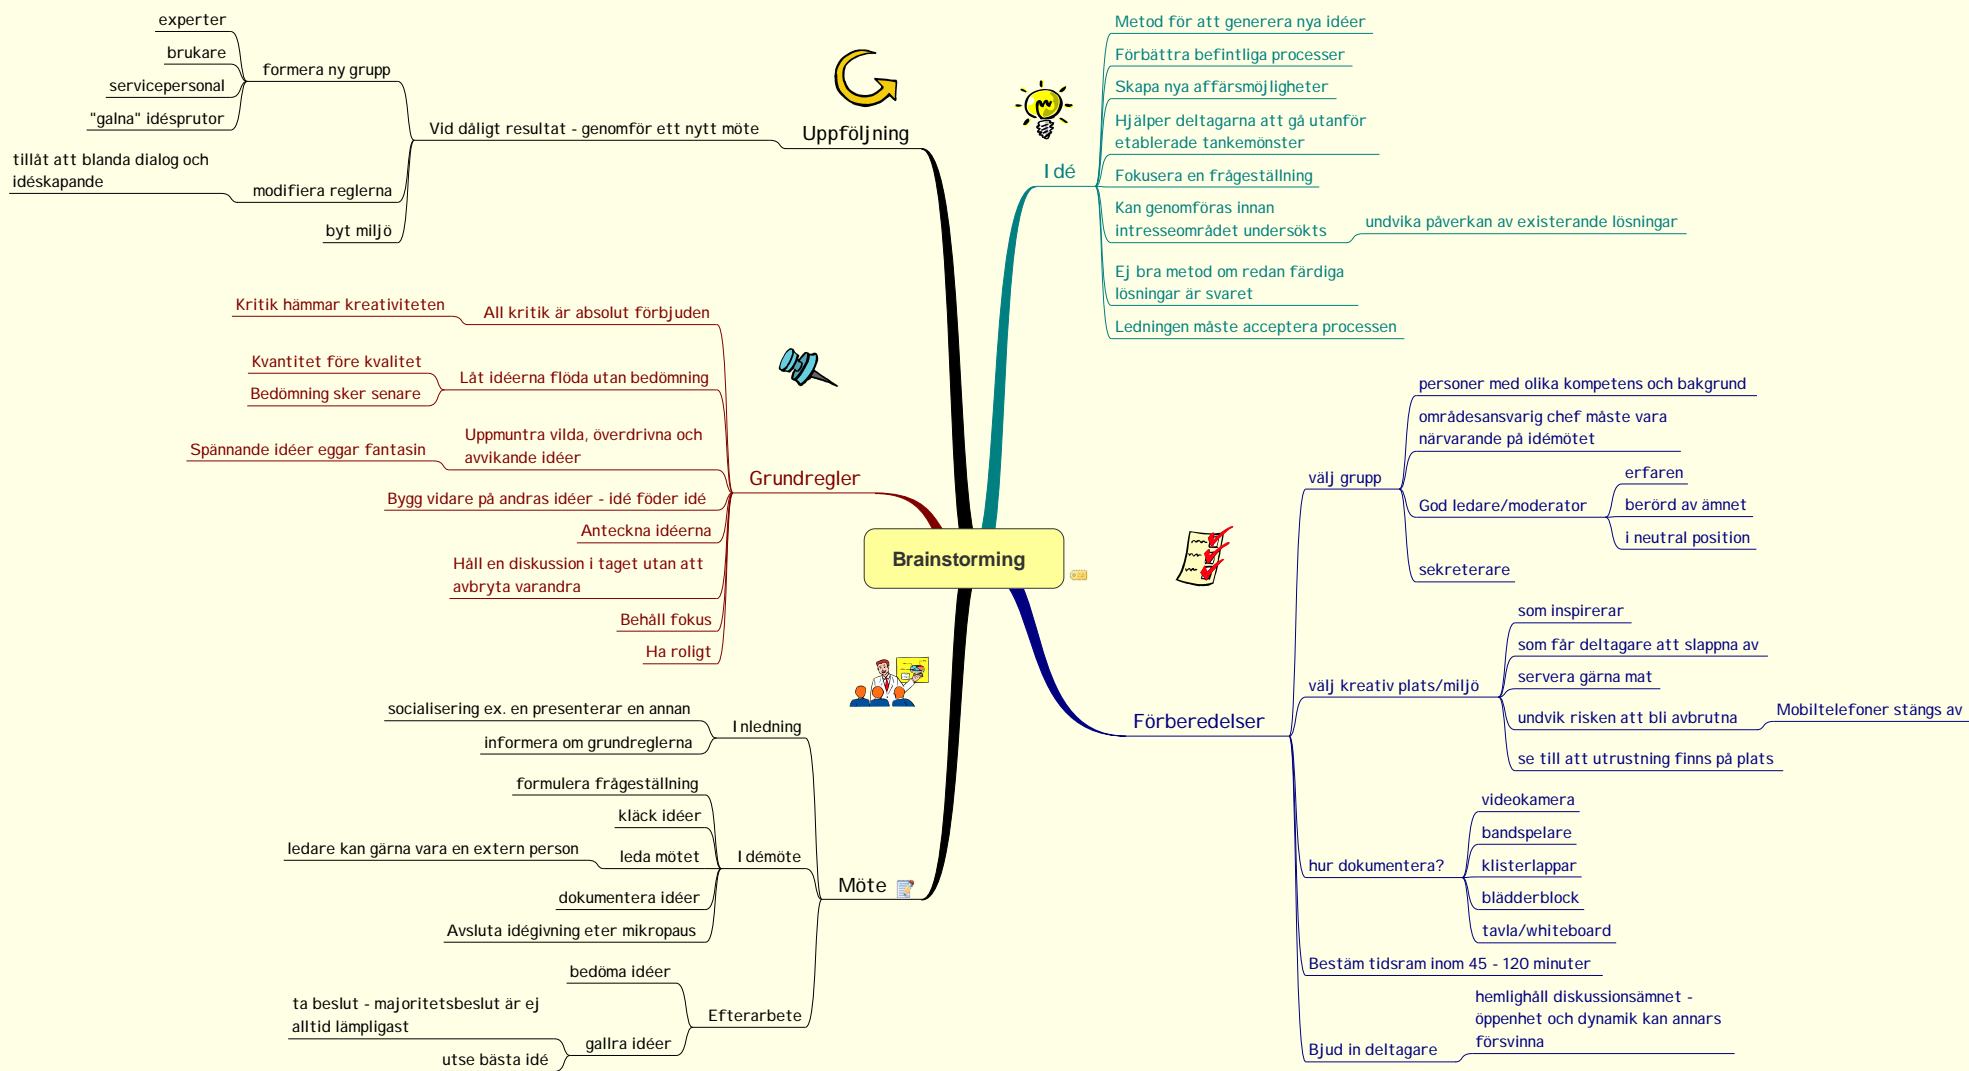 Brainstorming
Idé
Metod för att generera nya idéer
Förbättra befintliga processer
Skapa nya affärsmöjligheter
Hjälper deltagarna att gå utanför
etablerade tankemönster
Fokusera en frågeställning
Kan genomföras innan
intresseområdet undersökts
undvika påverkan av existerande lösningar
Ej bra metod om redan färdiga
lösningar är svaret
Ledningen måste acceptera processen
Förberedelser
välj grupp
personer med olika kompetens och bakgrund
områdesansvarig chef måste vara
närvarande på idémötet
God ledare/moderator
erfaren
berörd av ämnet
i neutral position
sekreterare
välj kreativ plats/miljö
som inspirerar
som får deltagare att slappna av
servera gärna mat
undvik risken att bli avbrutna
Mobiltelefoner stängs av
se till att utrustning finns på plats
hur dokumentera?
videokamera
bandspelare
klisterlappar
blädderblock
tavla/whiteboard
Bestäm tidsram inom 45 - 120 minuter
Bjud in deltagare
hemlighåll diskussionsämnet -
öppenhet och dynamik kan annars
försvinna
Uppföljning
Vid dåligt resultat - genomför ett nytt möte
formera ny grupp
experter
brukare
servicepersonal
"galna" idésprutor
modifiera reglerna
tillåt att blanda dialog och
idéskapande
byt miljö
Grundregler
All kritik är absolut förbjuden
Kritik hämmar kreativiteten
Låt idéerna flöda utan bedömning
Kvantitet före kvalitet
Bedömning sker senare
Uppmuntra vilda, överdrivna och
avvikande idéer
Spännande idéer eggar fantasin
Bygg vidare på andras idéer - idé föder idé
Anteckna idéerna
Håll en diskussion i taget utan att
avbryta varandra
Behåll fokus
Ha roligt
Möte
Inledning
socialisering ex. en presenterar en annan
informera om grundreglerna
Idémöte
formulera frågeställning
kläck idéer
leda mötet
ledare kan gärna vara en extern person
dokumentera idéer
Avsluta idégivning eter mikropaus
Efterarbete
bedöma idéer
gallra idéer
ta beslut - majoritetsbeslut är ej
alltid lämpligast
utse bästa idé